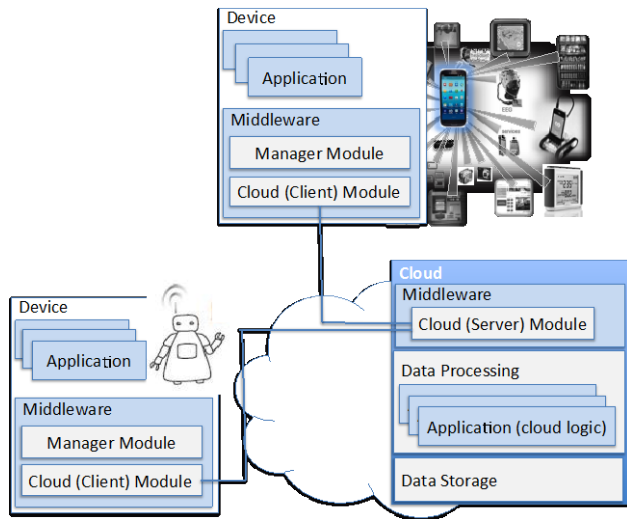 Device
Application
Middleware
Manager Module
Cloud (Client) Module
EEG
Cloud
Middleware
Cloud (Server) Module
Data Processing
Application (cloud logic)
Data Storage
Device
Application
Middleware
Manager Module
Cloud (Client) Module